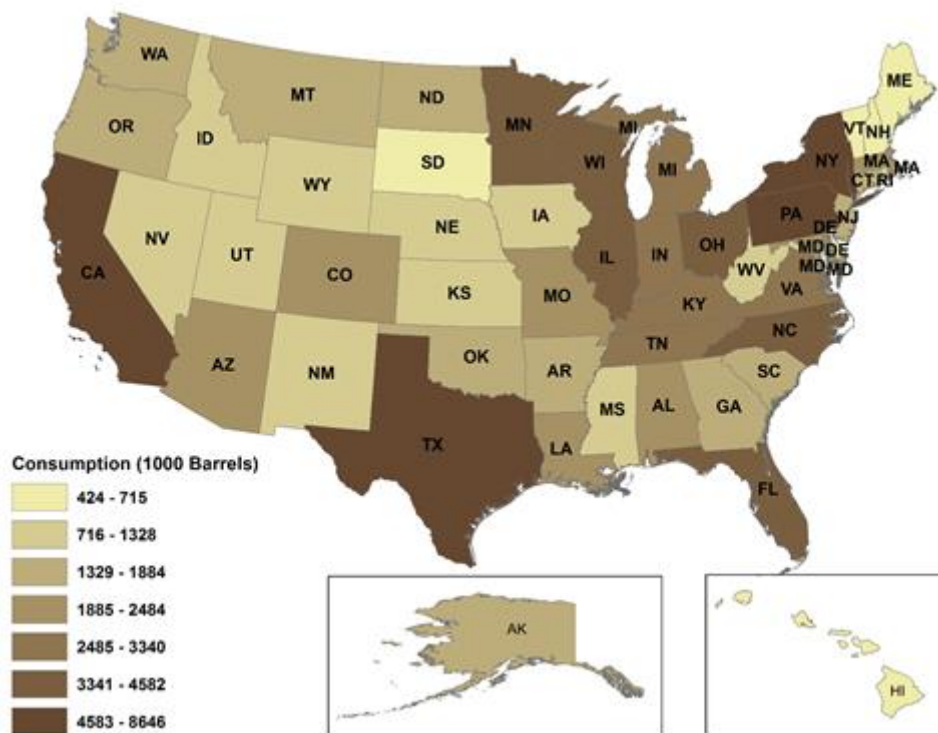 WA
MT
ND
MN
ME
OR
ID
SD
WI
MI
MI
VT
NH
NY
MA
MA
CT
RI
WY
IA
NE
PA
NJ
NV
UT
CO
KS
MO
IL
IN
OH
DE
MD
DE
MD
MD
WV
VA
CA
KY
NC
AZ
NM
OK
AR
TN
SC
TX
LA
MS
AL
GA
FL
Consumption (1000 Barrels)
424 - 715
716 - 1328
1329 - 1884
1885 - 2484
2485 - 3340
3341 - 4582
4583 - 8646
AK
HI